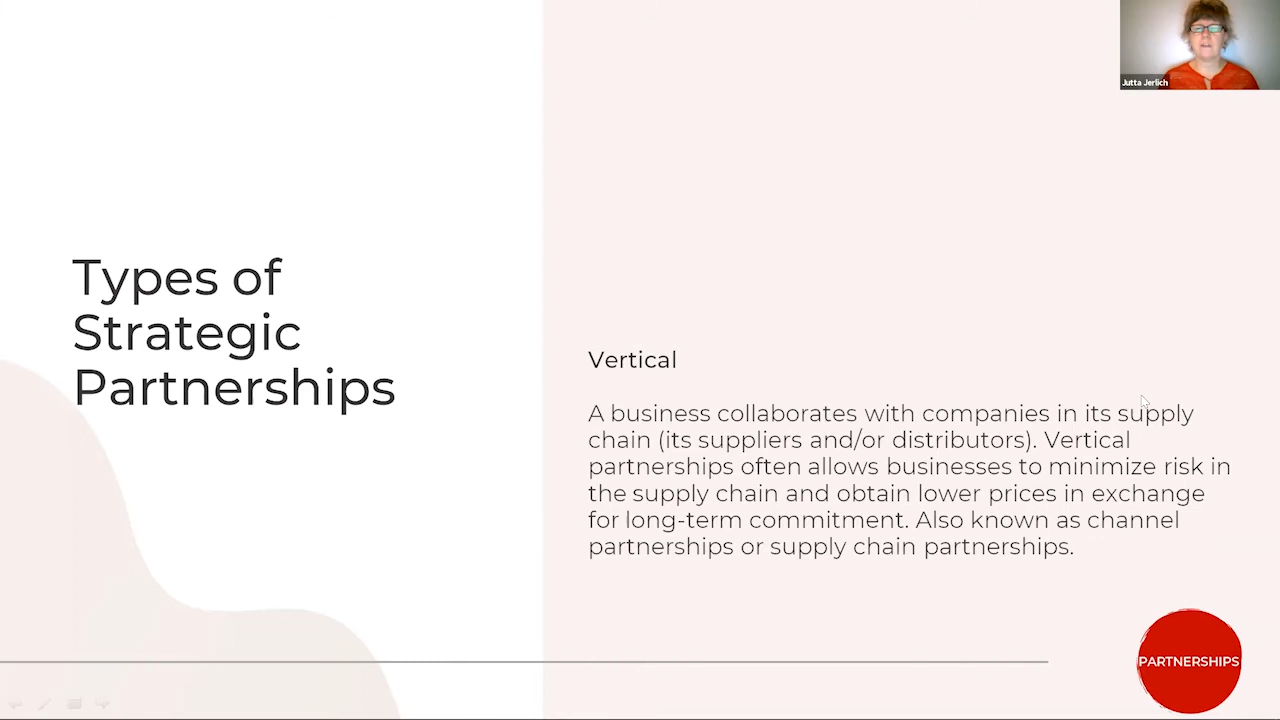 Jutta Jerlich
Types of
Strategic
Partnerships
Vertical
A business collaborates with companies in its supply
chain (its suppliers and/or distributors). Vertical
partnerships often allows businesses to minimize risk in
the supply chain and obtain lower prices in exchange
for long-term commitment. Also known as channel
partnerships or supply chain partnerships.
PARTNERSHIPS